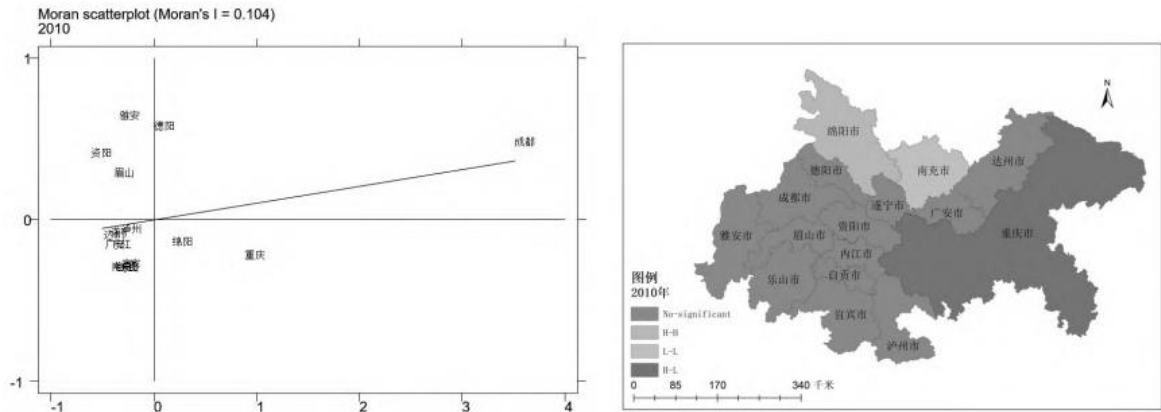 Moran scatterplot (Moran's I = 0.104)
2010
1
0
-1
-1
0
1
2
3
4
雅安
德阳
资阳
眉山
成都
泸州
绵阳
重庆
N
绵阳市
南充市
达州市
德阳市
成都市
遂宁市
广安市
雅安市
眉山市
资阳市
重庆市
内江市
自贡市
乐山市
宜宾市
泸州市
图例
2010年
No-significant
H-H
L-L
H-L
0 85 170 340 千米